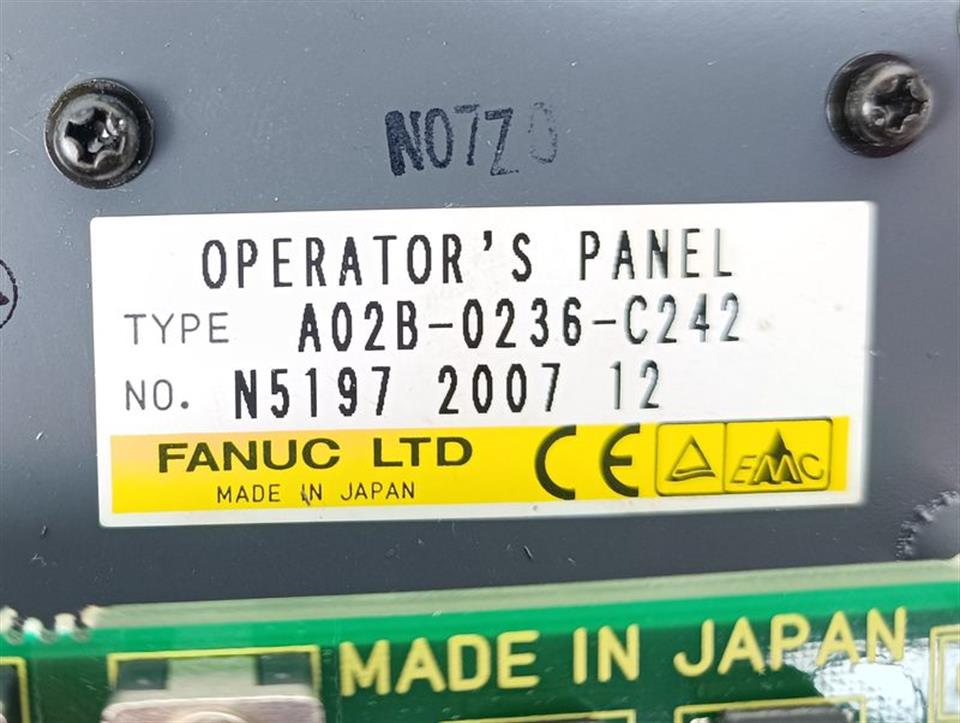 N07Z0
OPERATOR'S PANEL
TYPE A02B-0236-C242
NO. N5197 2007 12
FANUC LTD CE EMC
MADE IN JAPAN
MADE IN JAPAN